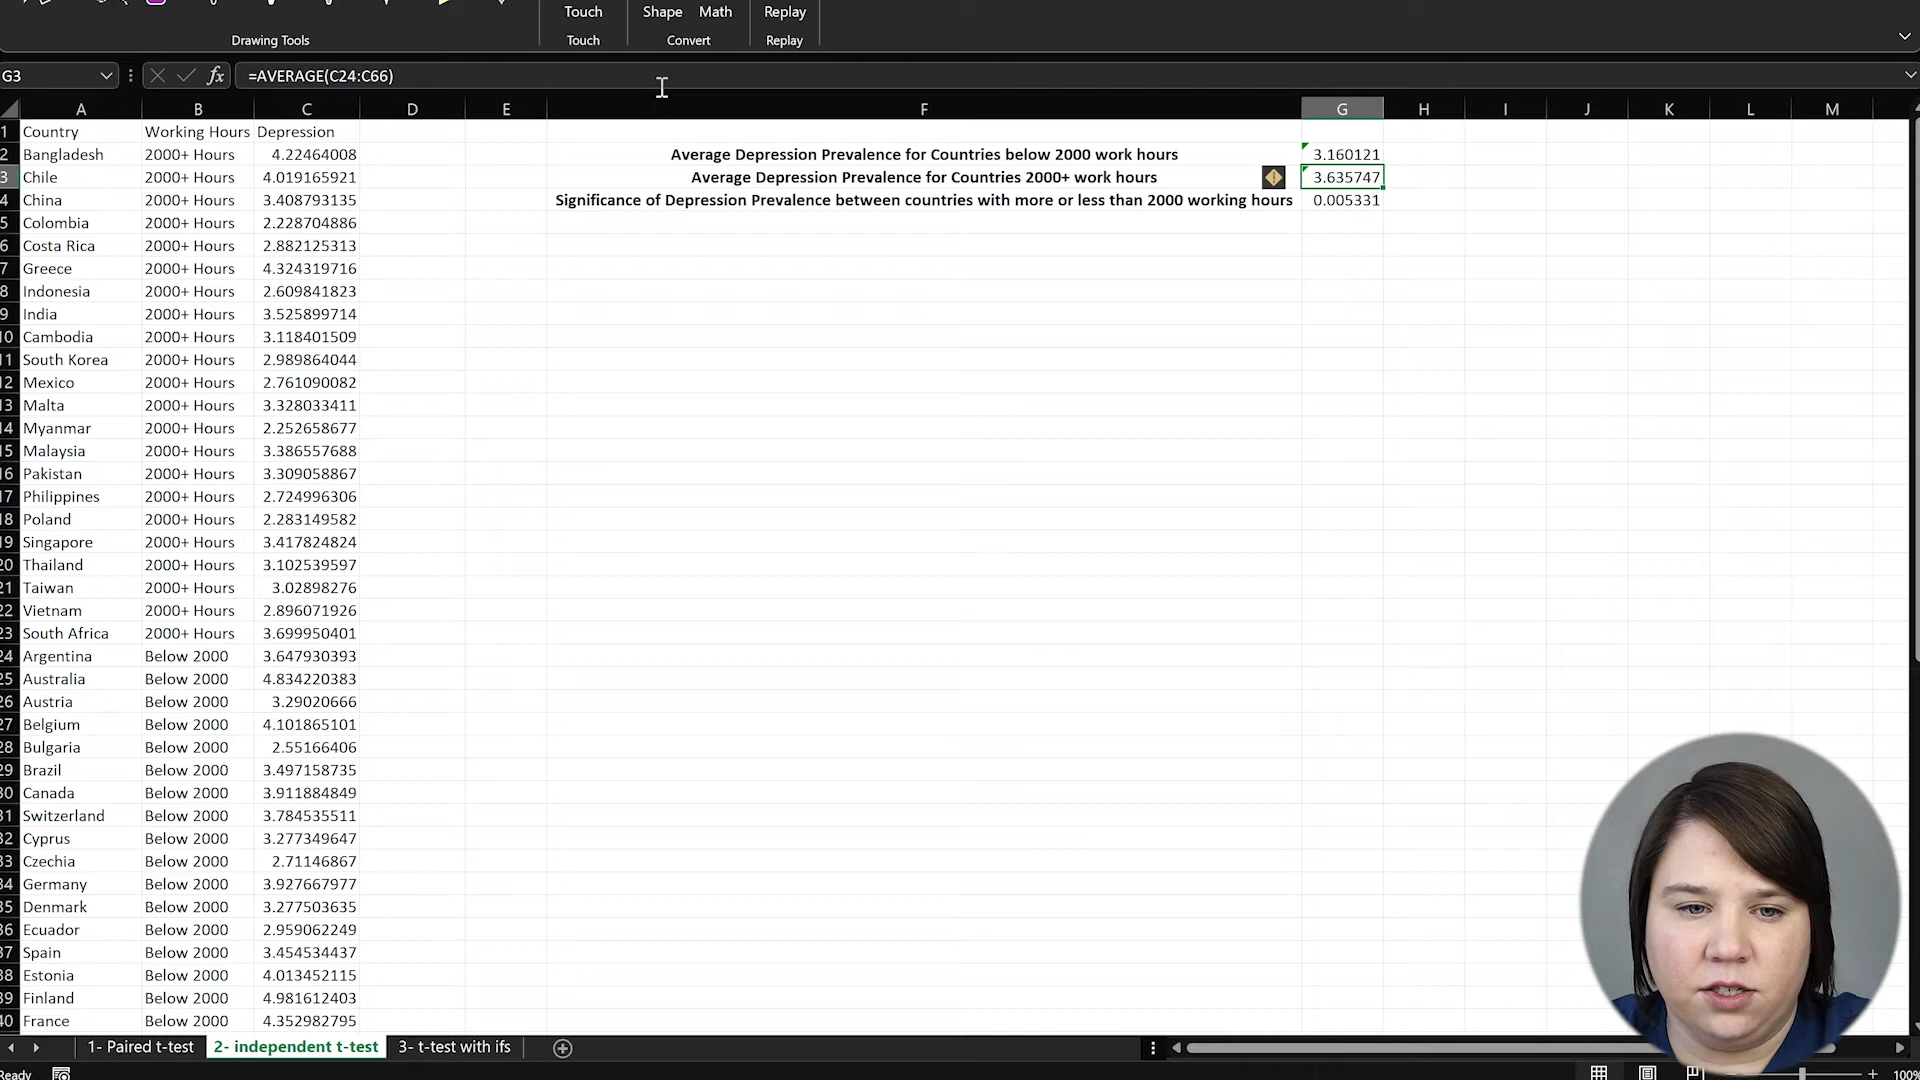 Touch Shape Math Replay
Drawing Tools Touch Convert Replay
G3 fx =AVERAGE(C24:C66)
A B C D E F G H I J K L M
1 Country Working Hours Depression
2 Bangladesh 2000+ Hours 4.22464008 Average Depression Prevalence for Countries below 2000 work hours 3.160121
3 Chile 2000+ Hours 4.019165921 Average Depression Prevalence for Countries 2000+ work hours 3.635747
4 China 2000+ Hours 3.408793135 Significance of Depression Prevalence between countries with more or less than 2000 working hours 0.005331
5 Colombia 2000+ Hours 2.228704886
6 Costa Rica 2000+ Hours 2.882125313
7 Greece 2000+ Hours 4.324319716
8 Indonesia 2000+ Hours 2.609841823
9 India 2000+ Hours 3.525899714
10 Cambodia 2000+ Hours 3.118401509
11 South Korea 2000+ Hours 2.989864044
12 Mexico 2000+ Hours 2.761090082
13 Malta 2000+ Hours 3.328033411
14 Myanmar 2000+ Hours 2.252658677
15 Malaysia 2000+ Hours 3.386557688
16 Pakistan 2000+ Hours 3.309058867
17 Philippines 2000+ Hours 2.724996306
18 Poland 2000+ Hours 2.283149582
19 Singapore 2000+ Hours 3.417824824
20 Thailand 2000+ Hours 3.102539597
21 Taiwan 2000+ Hours 3.02898276
22 Vietnam 2000+ Hours 2.896071926
23 South Africa 2000+ Hours 3.699950401
24 Argentina Below 2000 3.647930393
25 Australia Below 2000 4.834220383
26 Austria Below 2000 3.29020666
27 Belgium Below 2000 4.101865101
28 Bulgaria Below 2000 2.55166406
29 Brazil Below 2000 3.497158735
30 Canada Below 2000 3.911884849
31 Switzerland Below 2000 3.784535511
32 Cyprus Below 2000 3.277349647
33 Czechia Below 2000 2.71146867
34 Germany Below 2000 3.927667977
35 Denmark Below 2000 3.277503635
36 Ecuador Below 2000 2.959062249
37 Spain Below 2000 3.454534437
38 Estonia Below 2000 4.013452115
39 Finland Below 2000 4.981612403
40 France Below 2000 4.352982795
1- Paired t-test 2- independent t-test 3- t-test with ifs
Ready 100%